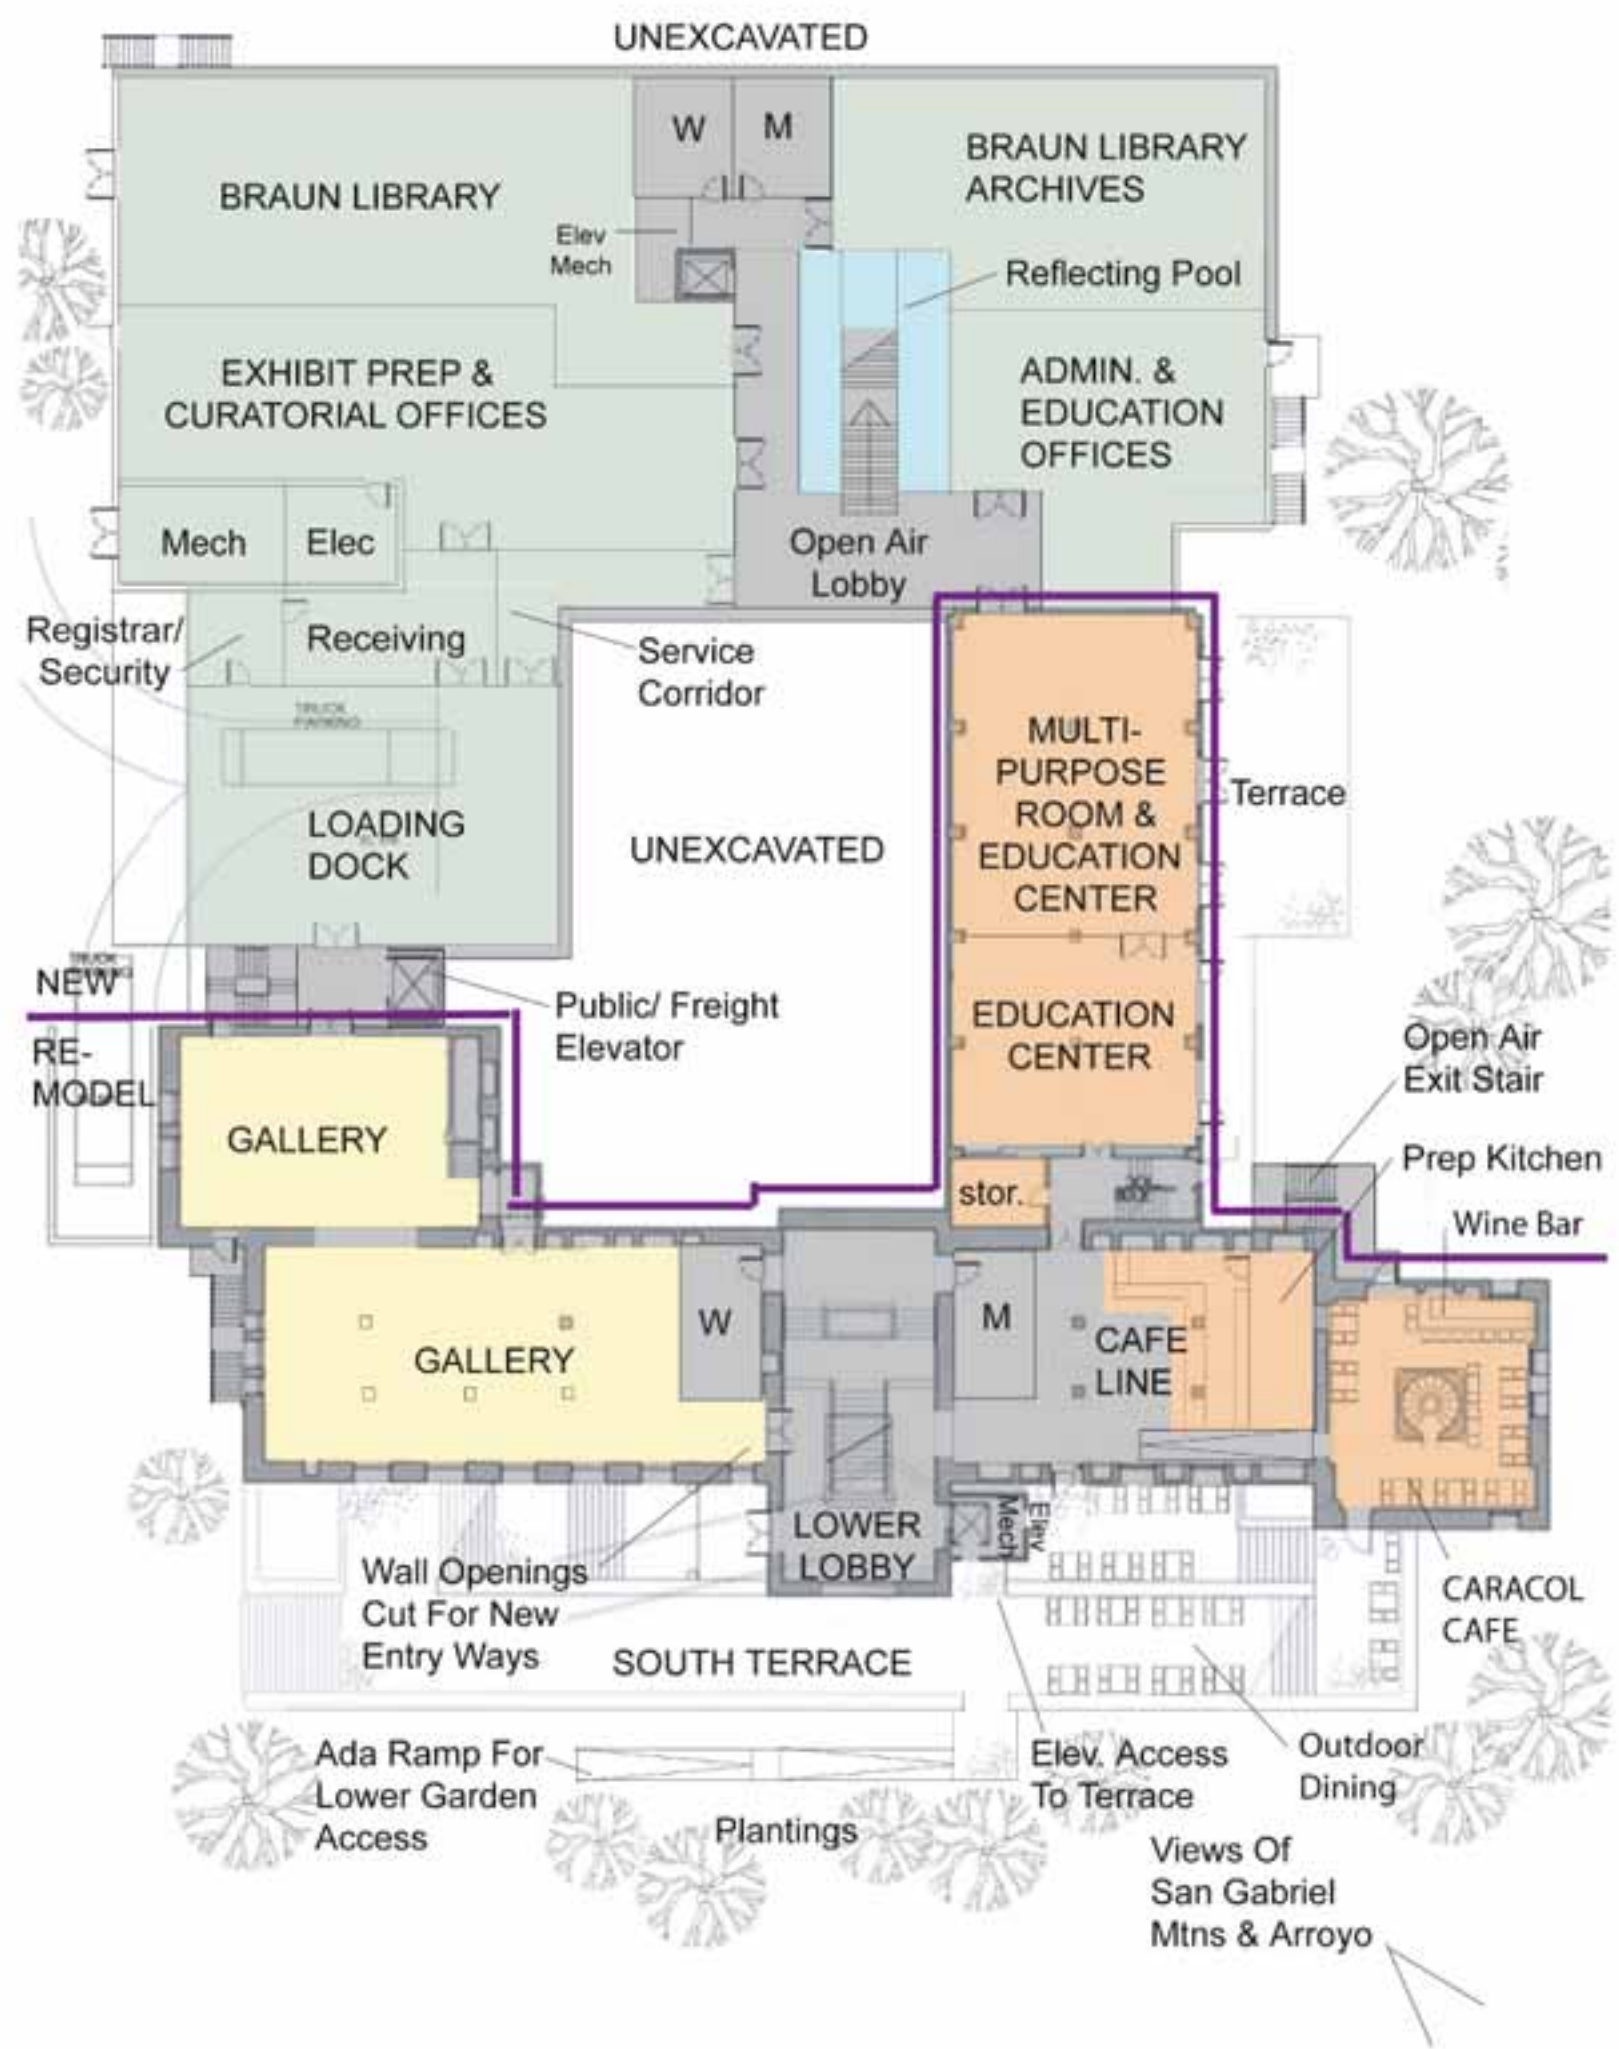 UNEXCAVATED
W
M
BRAUN LIBRARY
BRAUN LIBRARY
ARCHIVES
Elev
Mech
Reflecting Pool
EXHIBIT PREP &
CURATORIAL OFFICES
ADMIN. &
EDUCATION
OFFICES
Mech
Elec
Open Air
Lobby
Registrar/
Security
Receiving
Service
Corridor
TRUCK
PARKING
MULTI-
PURPOSE
ROOM &
EDUCATION
CENTER
Terrace
LOADING
DOCK
UNEXCAVATED
TRUCK
NEW
Public/ Freight
Elevator
EDUCATION
CENTER
RE-
MODEL
Open Air
Exit Stair
GALLERY
Prep Kitchen
stor.
Wine Bar
W
M
GALLERY
CAFE
LINE
LOWER
LOBBY
Elev
Mech
Wall Openings
Cut For New
Entry Ways
CARACOL
CAFE
SOUTH TERRACE
Ada Ramp For
Lower Garden
Access
Elev. Access
To Terrace
Outdoor
Dining
Plantings
Views Of
San Gabriel
Mtns & Arroyo